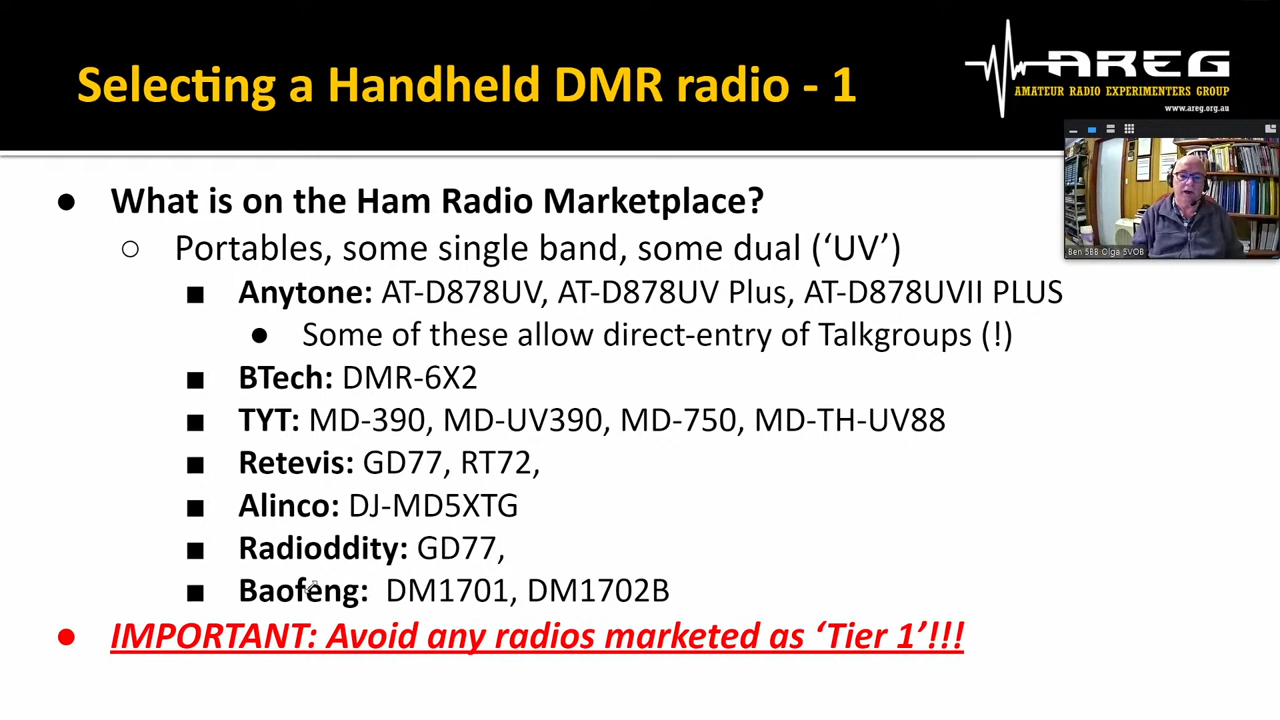 Selecting a Handheld DMR radio - 1
AREG
AMATEUR RADIO EXPERIMENTERS GROUP
www.areg.org.au
● What is on the Ham Radio Marketplace?
○ Portables, some single band, some dual (‘UV’)
■ Anytone: AT-D878UV, AT-D878UV Plus, AT-D878UVII PLUS
● Some of these allow direct-entry of Talkgroups (!)
■ BTech: DMR-6X2
■ TYT: MD-390, MD-UV390, MD-750, MD-TH-UV88
■ Retevis: GD77, RT72,
■ Alinco: DJ-MD5XTG
■ Radioddity: GD77,
■ Baofeng: DM1701, DM1702B
● IMPORTANT: Avoid any radios marketed as ‘Tier 1’!!!
Ben 5BB Olga 5VOB